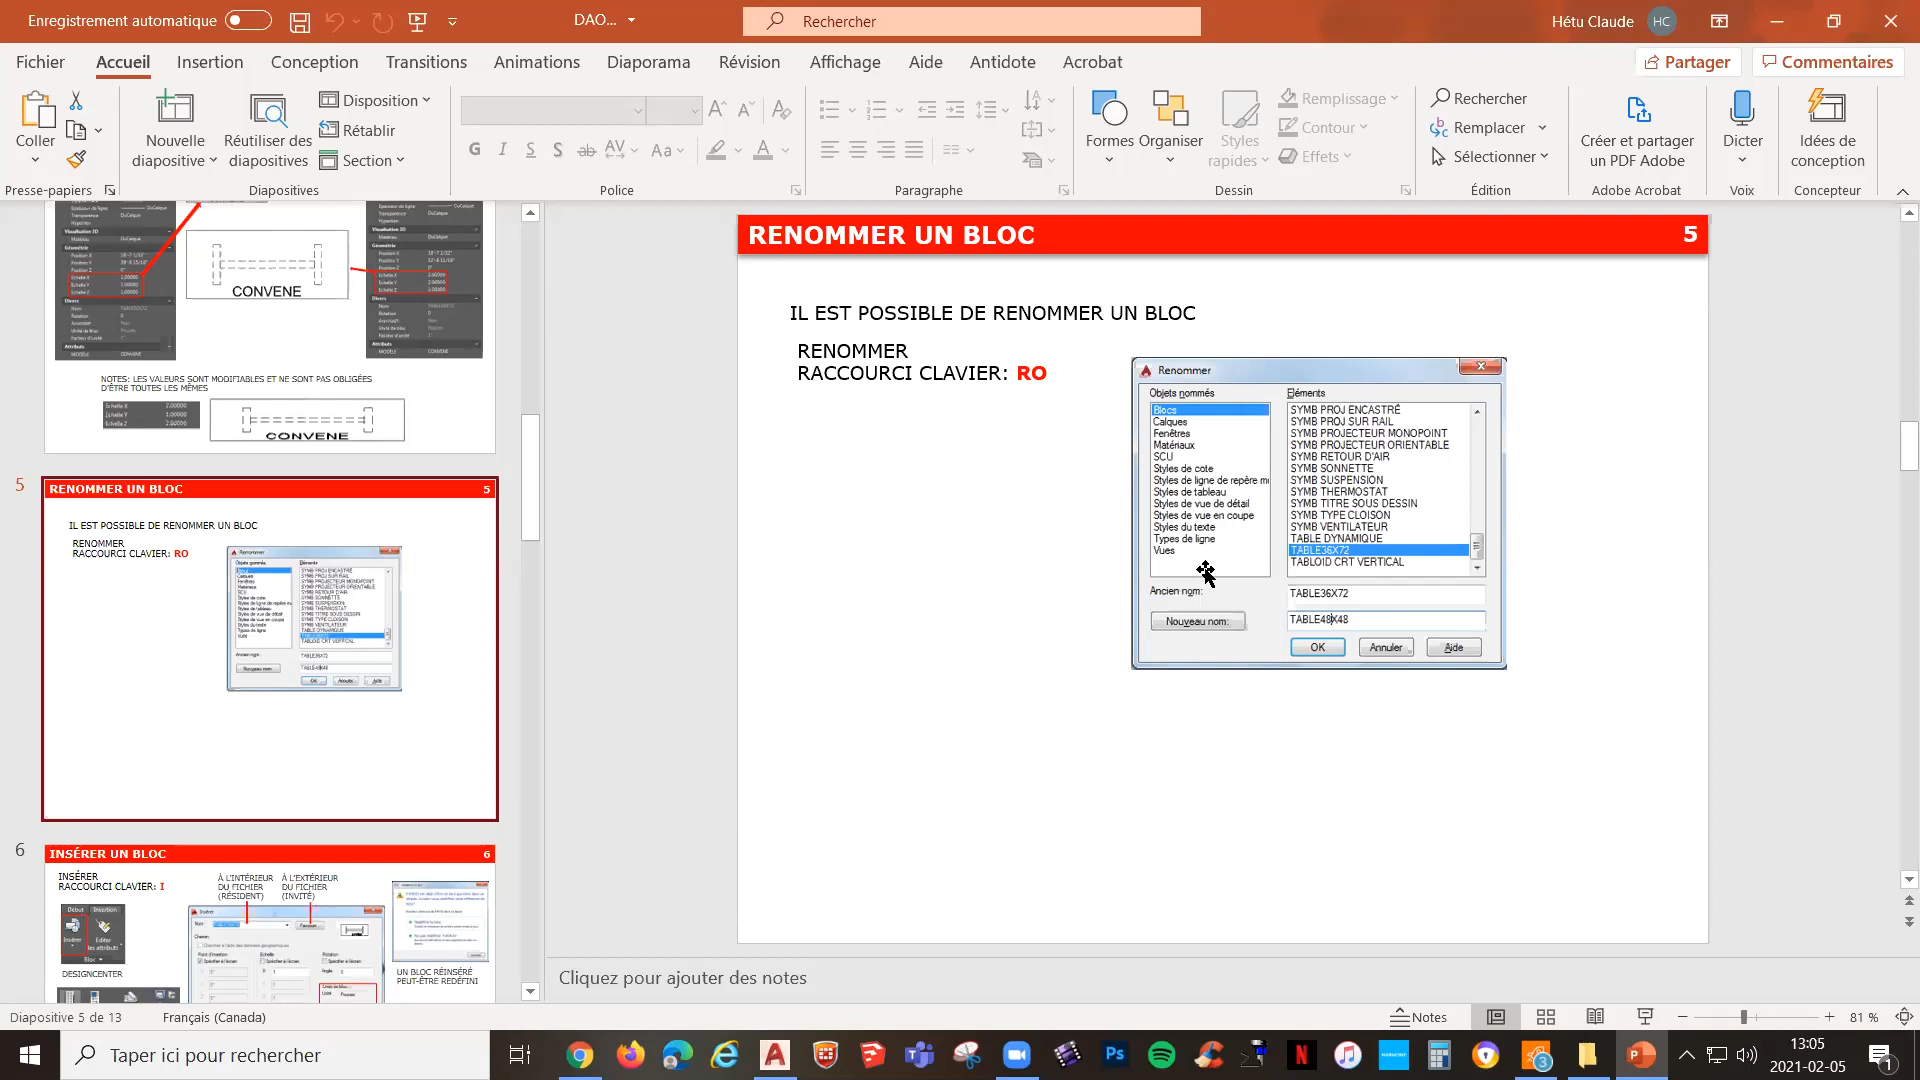 Enregistrement automatique
DAO...
Rechercher
Hétu Claude
HC
Fichier
Accueil
Insertion
Conception
Transitions
Animations
Diaporama
Révision
Affichage
Aide
Antidote
Acrobat
Partager
Commentaires
Coller
Nouvelle diapositive
Réutiliser des diapositives
Disposition
Rétablir
Section
G I S S ab AV Aa A
Formes
Organiser
Styles rapides
Remplissage
Contour
Effets
Rechercher
Remplacer
Sélectionner
Créer et partager un PDF Adobe
Dicter
Idées de conception
Presse-papiers
Diapositives
Police
Paragraphe
Dessin
Édition
Adobe Acrobat
Voix
Concepteur
CONVENE
NOTES: LES VALEURS SONT MODIFIABLES ET NE SONT PAS OBLIGÉES
D'ÊTRE TOUTES LES MÊMES
CONVENE
5
RENOMMER UN BLOC 5
IL EST POSSIBLE DE RENOMMER UN BLOC
RENOMMER
RACCOURCI CLAVIER: RO
6
INSÉRER UN BLOC 6
INSÉRER
RACCOURCI CLAVIER: I
À L'INTÉRIEUR
DU FICHIER
(RÉSIDENT)
À L'EXTÉRIEUR
DU FICHIER
(INVITÉ)
DESIGNCENTER
UN BLOC RÉINSÉRÉ
PEUT-ÊTRE REDÉFINI
RENOMMER UN BLOC 5
IL EST POSSIBLE DE RENOMMER UN BLOC
RENOMMER
RACCOURCI CLAVIER: RO
Renommer
Objets nommés
Blocs
Calques
Fenêtres
Matériaux
SCU
Styles de cote
Styles de ligne de repère mu
Styles de tableau
Styles de vue de détail
Styles de vue en coupe
Styles du texte
Types de ligne
Vues
Eléments
SYMB PROJ ENCASTRÉ
SYMB PROJ SUR RAIL
SYMB PROJECTEUR MONOPOINT
SYMB PROJECTEUR ORIENTABLE
SYMB RETOUR D'AIR
SYMB SONNETTE
SYMB SUSPENSION
SYMB THERMOSTAT
SYMB TITRE SOUS DESSIN
SYMB TYPE CLOISON
SYMB VENTILATEUR
TABLE DYNAMIQUE
TABLE36X72
TABLOID CRT VERTICAL
Ancien nom: TABLE36X72
Nouveau nom: TABLE48X48
OK
Annuler
Aide
Cliquez pour ajouter des notes
Diapositive 5 de 13
Français (Canada)
Notes
81 %
Taper ici pour rechercher
13:05
2021-02-05